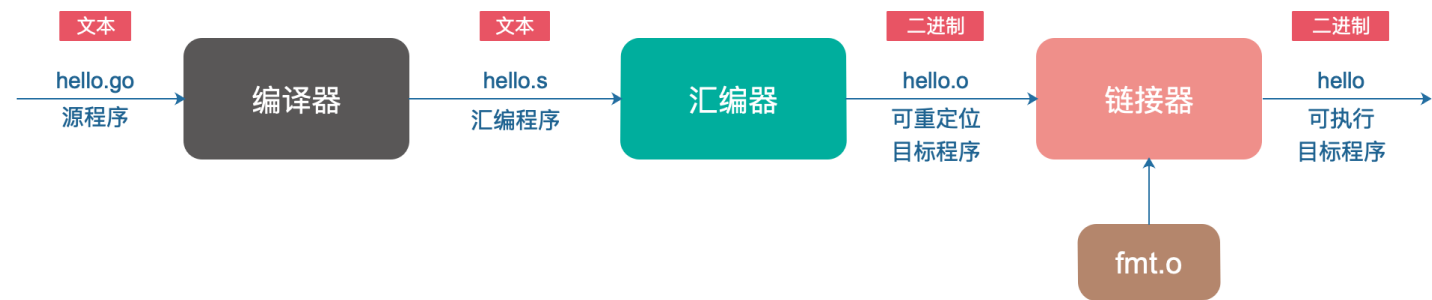 文本
hello.go
源程序
编译器
文本
hello.s
汇编程序
汇编器
二进制
hello.o
可重定位
目标程序
链接器
二进制
hello
可执行
目标程序
fmt.o